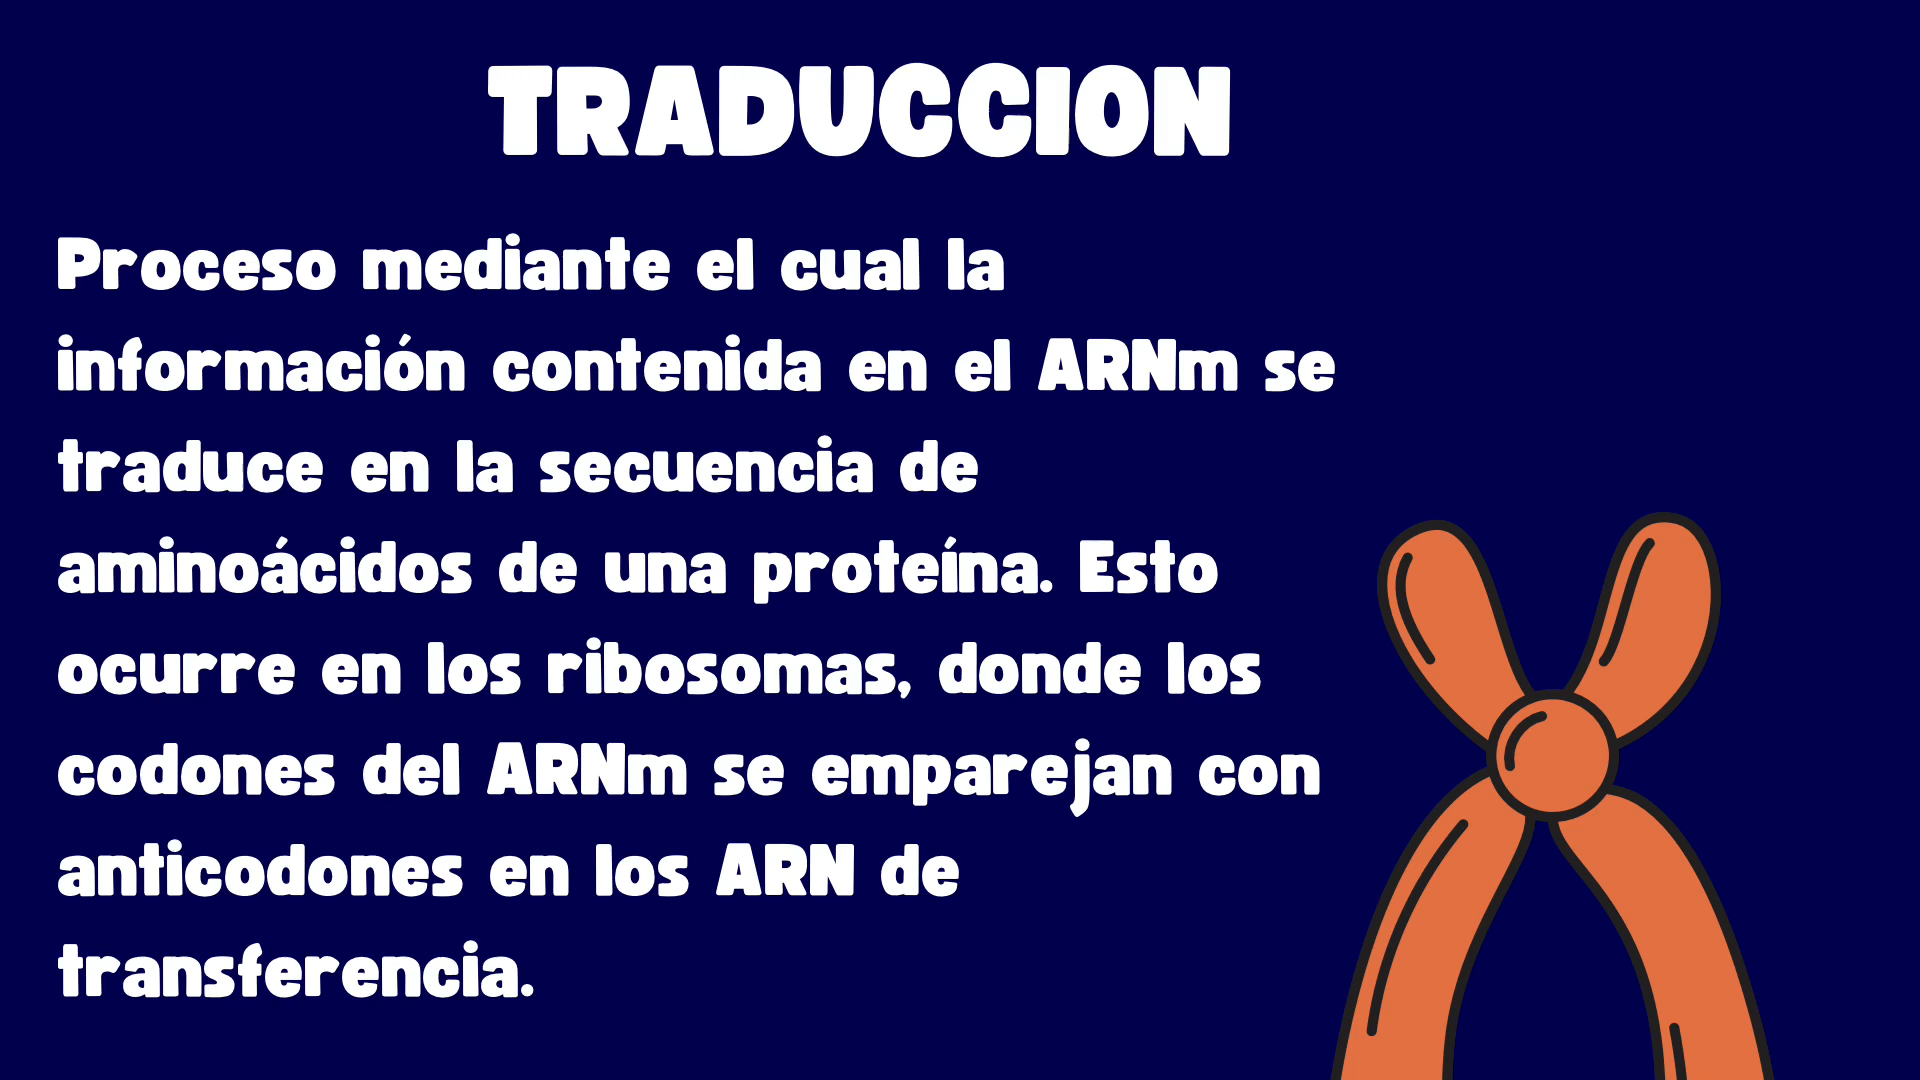 TRADUCCION
Proceso mediante el cual la
información contenida en el ARNm se
traduce en la secuencia de
aminoácidos de una proteína. Esto
ocurre en los ribosomas, donde los
codones del ARNm se emparejan con
anticodones en los ARN de
transferencia.